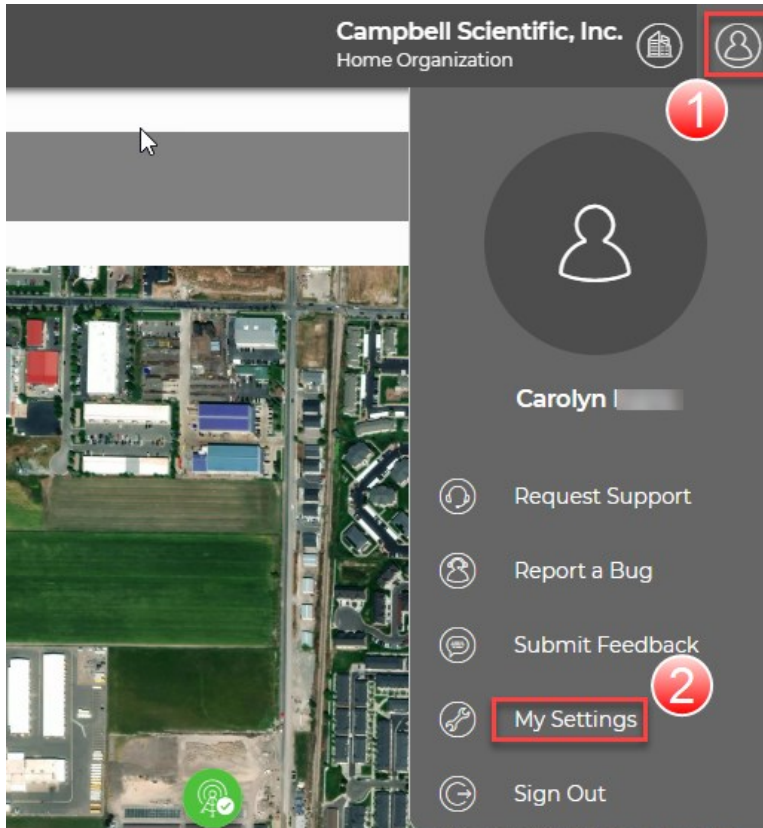 Campbell Scientific, Inc.
Home Organization
1
Carolyn
Request Support
Report a Bug
Submit Feedback
2
My Settings
Sign Out